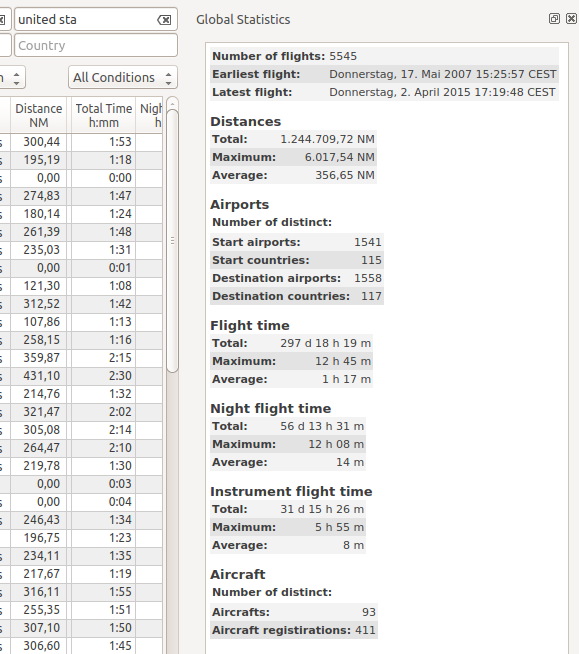 united sta
Country
n
All Conditions
Distance Total Time Nigh
NM h:mm h
s 300,44 1:53
s 195,19 1:18
s 0,00 0:00
s 274,83 1:47
s 180,14 1:24
s 261,39 1:48
s 235,03 1:31
s 0,00 0:01
s 121,30 1:08
s 312,52 1:42
s 107,86 1:13
s 258,15 1:16
s 359,87 2:15
s 431,10 2:30
s 214,76 1:32
s 321,47 2:02
s 305,08 2:14
s 264,47 2:10
s 219,78 1:30
s 0,00 0:03
s 0,00 0:04
s 246,43 1:34
196,75 1:23
s 234,11 1:35
s 217,67 1:19
s 316,11 1:55
s 255,35 1:51
s 307,10 1:50
s 306,60 1:45
Global Statistics
Number of flights: 5545
Earliest flight: Donnerstag, 17. Mai 2007 15:25:57 CEST
Latest flight: Donnerstag, 2. April 2015 17:19:48 CEST
Distances
Total: 1.244.709,72 NM
Maximum: 6.017,54 NM
Average: 356,65 NM
Airports
Number of distinct:
Start airports: 1541
Start countries: 115
Destination airports: 1558
Destination countries: 117
Flight time
Total: 297 d 18 h 19 m
Maximum: 12 h 45 m
Average: 1 h 17 m
Night flight time
Total: 56 d 13 h 31 m
Maximum: 12 h 08 m
Average: 14 m
Instrument flight time
Total: 31 d 15 h 26 m
Maximum: 5 h 55 m
Average: 8 m
Aircraft
Number of distinct:
Aircrafts: 93
Aircraft registirations: 411